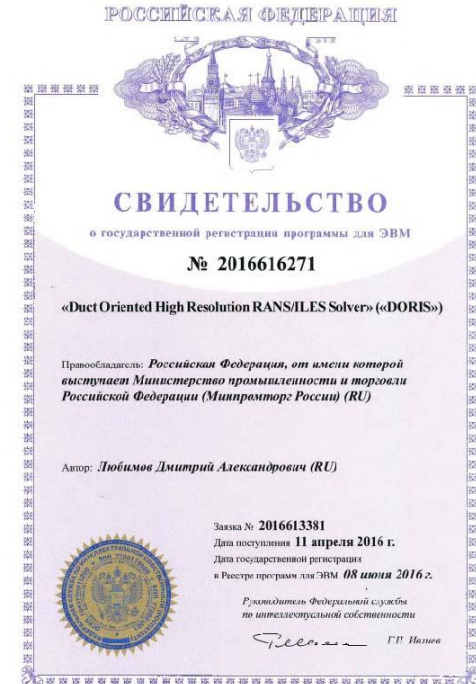 РОССИЙСКАЯ ФЕДЕРАЦИЯ
СВИДЕТЕЛЬСТВО
о государственной регистрации программы для ЭВМ
№ 2016616271
«Duct Oriented High Resolution RANS/ILES Solver» («DORIS»)
Правообладатель: Российская Федерация, от имени которой
выступает Министерство промышленности и торговли
Российской Федерации (Минпромторг России) (RU)
Автор: Любимов Дмитрий Александрович (RU)
Заявка № 2016613381
Дата поступления 11 апреля 2016 г.
Дата государственной регистрации
в Реестре программ для ЭВМ 08 июня 2016 г.
Руководитель Федеральной службы
по интеллектуальной собственности
Г.П. Ивлиев